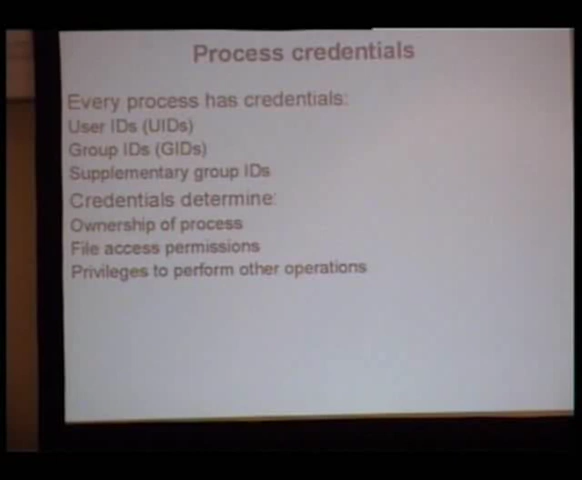 Process credentials
Every process has credentials:
User IDs (UIDs)
Group IDs (GIDs)
Supplementary group IDs
Credentials determine:
Ownership of process
File access permissions
Privileges to perform other operations